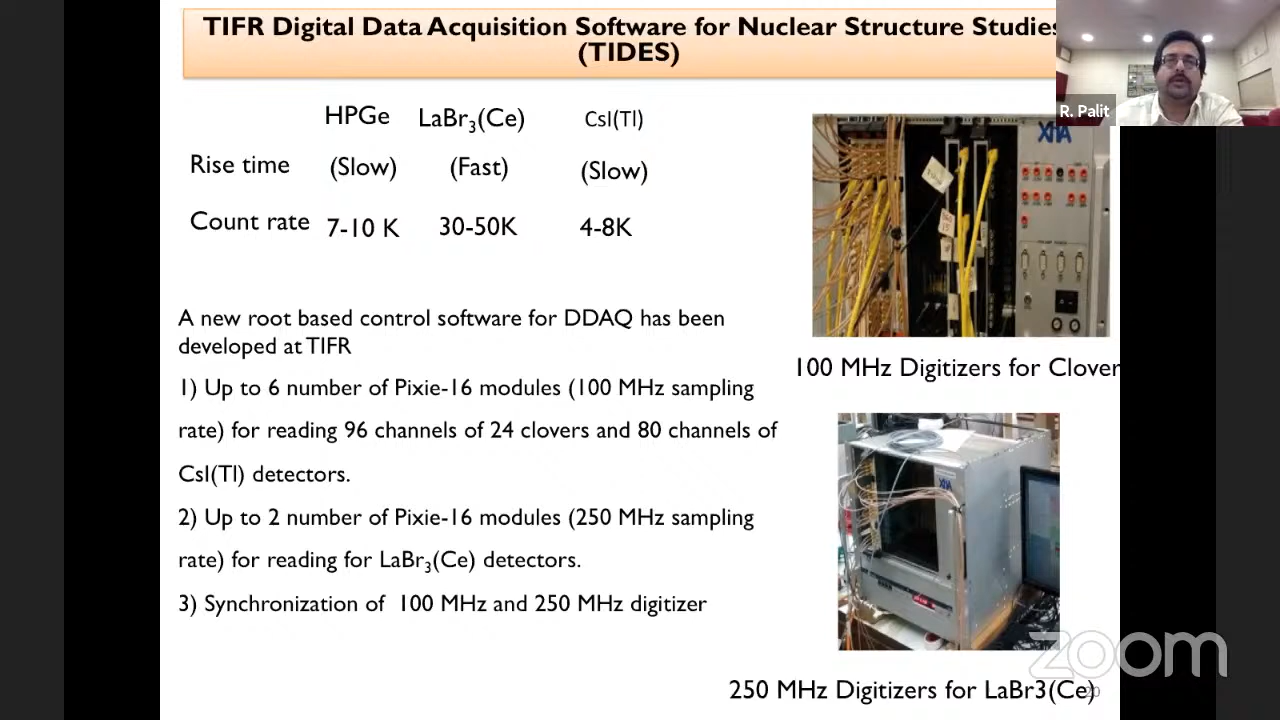 TIFR Digital Data Acquisition Software for Nuclear Structure Studies
(TIDES)
R. Palit
HPGe LaBr3(Ce) CsI(Tl)
Rise time (Slow) (Fast) (Slow)
Count rate 7-10 K 30-50K 4-8K
XIA
100 MHz Digitizers for Clover
A new root based control software for DDAQ has been
developed at TIFR
1) Up to 6 number of Pixie-16 modules (100 MHz sampling
rate) for reading 96 channels of 24 clovers and 80 channels of
CsI(Tl) detectors.
2) Up to 2 number of Pixie-16 modules (250 MHz sampling
rate) for reading for LaBr3(Ce) detectors.
3) Synchronization of 100 MHz and 250 MHz digitizer
XIA
zoom
250 MHz Digitizers for LaBr3(Ce)
20